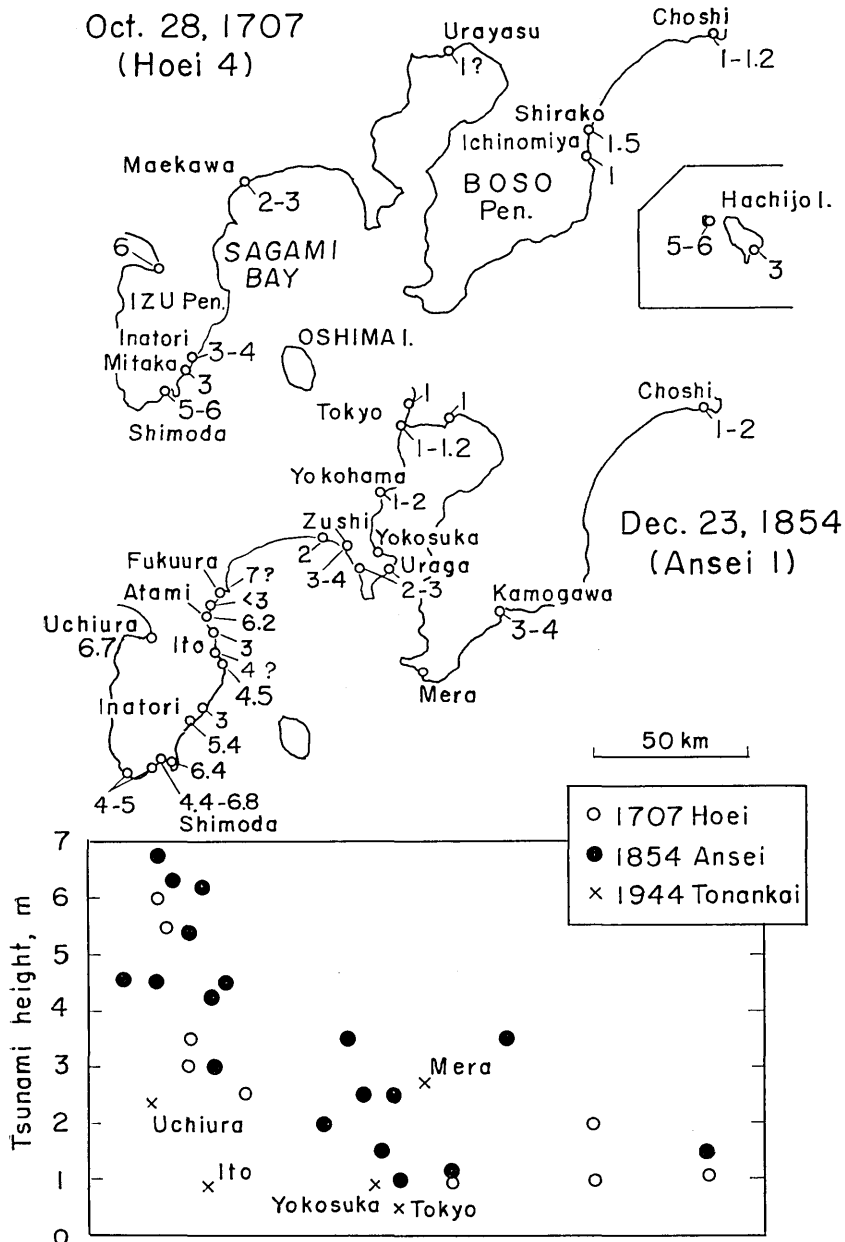 Oct. 28, 1707
(Hoei 4)
Urayasu
1?
Choshi
1-1.2
Shirako
1.5
Ichinomiya
1
BOSO
Pen.
Maekawa
2-3
SAGAMI
BAY
6
IZU Pen.
Inatori
3-4
Mitaka
3
5-6
Shimoda
OSHIMA I.
Hachijo I.
5-6
3
Dec. 23, 1854
(Ansei 1)
Tokyo
1
1
1-1.2
Choshi
1-2
Yokohama
1-2
Zushi
2
3-4
Yokosuka
Uraga
2-3
Fukuura
7?
<3
Atami
6.2
Uchiura
6.7
3
Ito
4?
4.5
Kamogawa
3-4
Mera
Inatori
3
5.4
6.4
4-5
4.4-6.8
Shimoda
50 km
1707 Hoei
1854 Ansei
× 1944 Tonankai
Tsunami height, m
7
6
5
4
3
2
1
0
Mera
Uchiura
Ito
Yokosuka
Tokyo